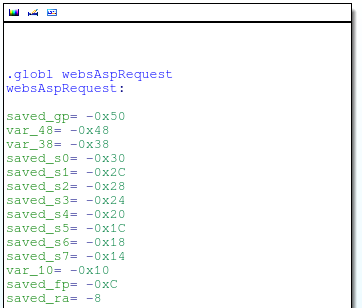 .globl websAspRequest
websAspRequest:
saved_gp= -0x50
var_48= -0x48
var_38= -0x38
saved_s0= -0x30
saved_s1= -0x2C
saved_s2= -0x28
saved_s3= -0x24
saved_s4= -0x20
saved_s5= -0x1C
saved_s6= -0x18
saved_s7= -0x14
var_10= -0x10
saved_fp= -0xC
saved_ra= -8